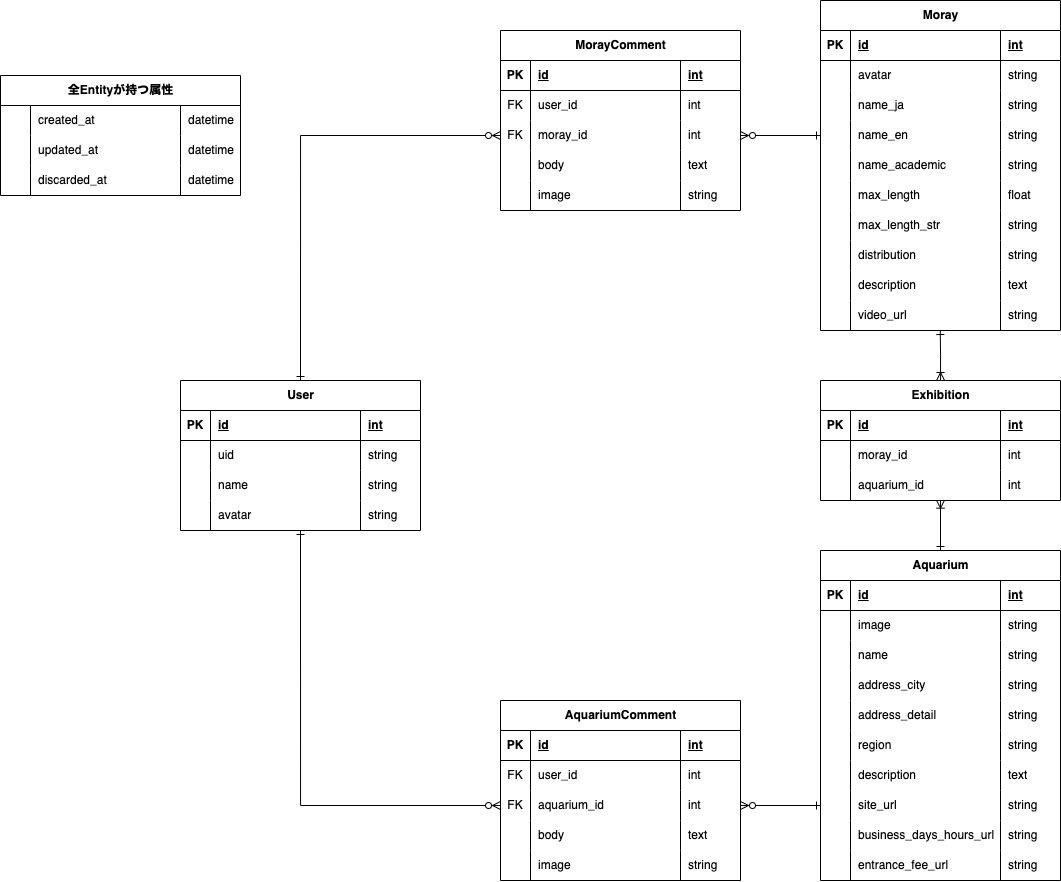 全Entityが持つ属性
created_at datetime
updated_at datetime
discarded_at datetime
MorayComment
PK id int
FK user_id int
FK moray_id int
body text
image string
Moray
PK id int
avatar string
name_ja string
name_en string
name_academic string
max_length float
max_length_str string
distribution string
description text
video_url string
User
PK id int
uid string
name string
avatar string
Exhibition
PK id int
moray_id int
aquarium_id int
AquariumComment
PK id int
FK user_id int
FK aquarium_id int
body text
image string
Aquarium
PK id int
image string
name string
address_city string
address_detail string
region string
description text
site_url string
business_days_hours_url string
entrance_fee_url string